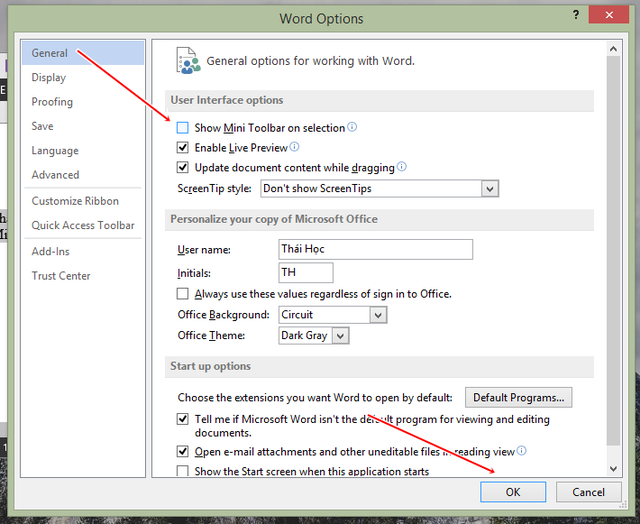 Word Options
?
General
Display
Proofing
Save
Language
Advanced
Customize Ribbon
Quick Access Toolbar
Add-Ins
Trust Center
General options for working with Word.
User Interface options
Show Mini Toolbar on selection
Enable Live Preview
Update document content while dragging
ScreenTip style: Don't show ScreenTips
Personalize your copy of Microsoft Office
User name: Thái Học
Initials: TH
Always use these values regardless of sign in to Office.
Office Background: Circuit
Office Theme: Dark Gray
Start up options
Choose the extensions you want Word to open by default: Default Programs...
Tell me if Microsoft Word isn't the default program for viewing and editing
documents.
Open e-mail attachments and other uneditable files in reading view
Show the Start screen when this application starts
OK Cancel